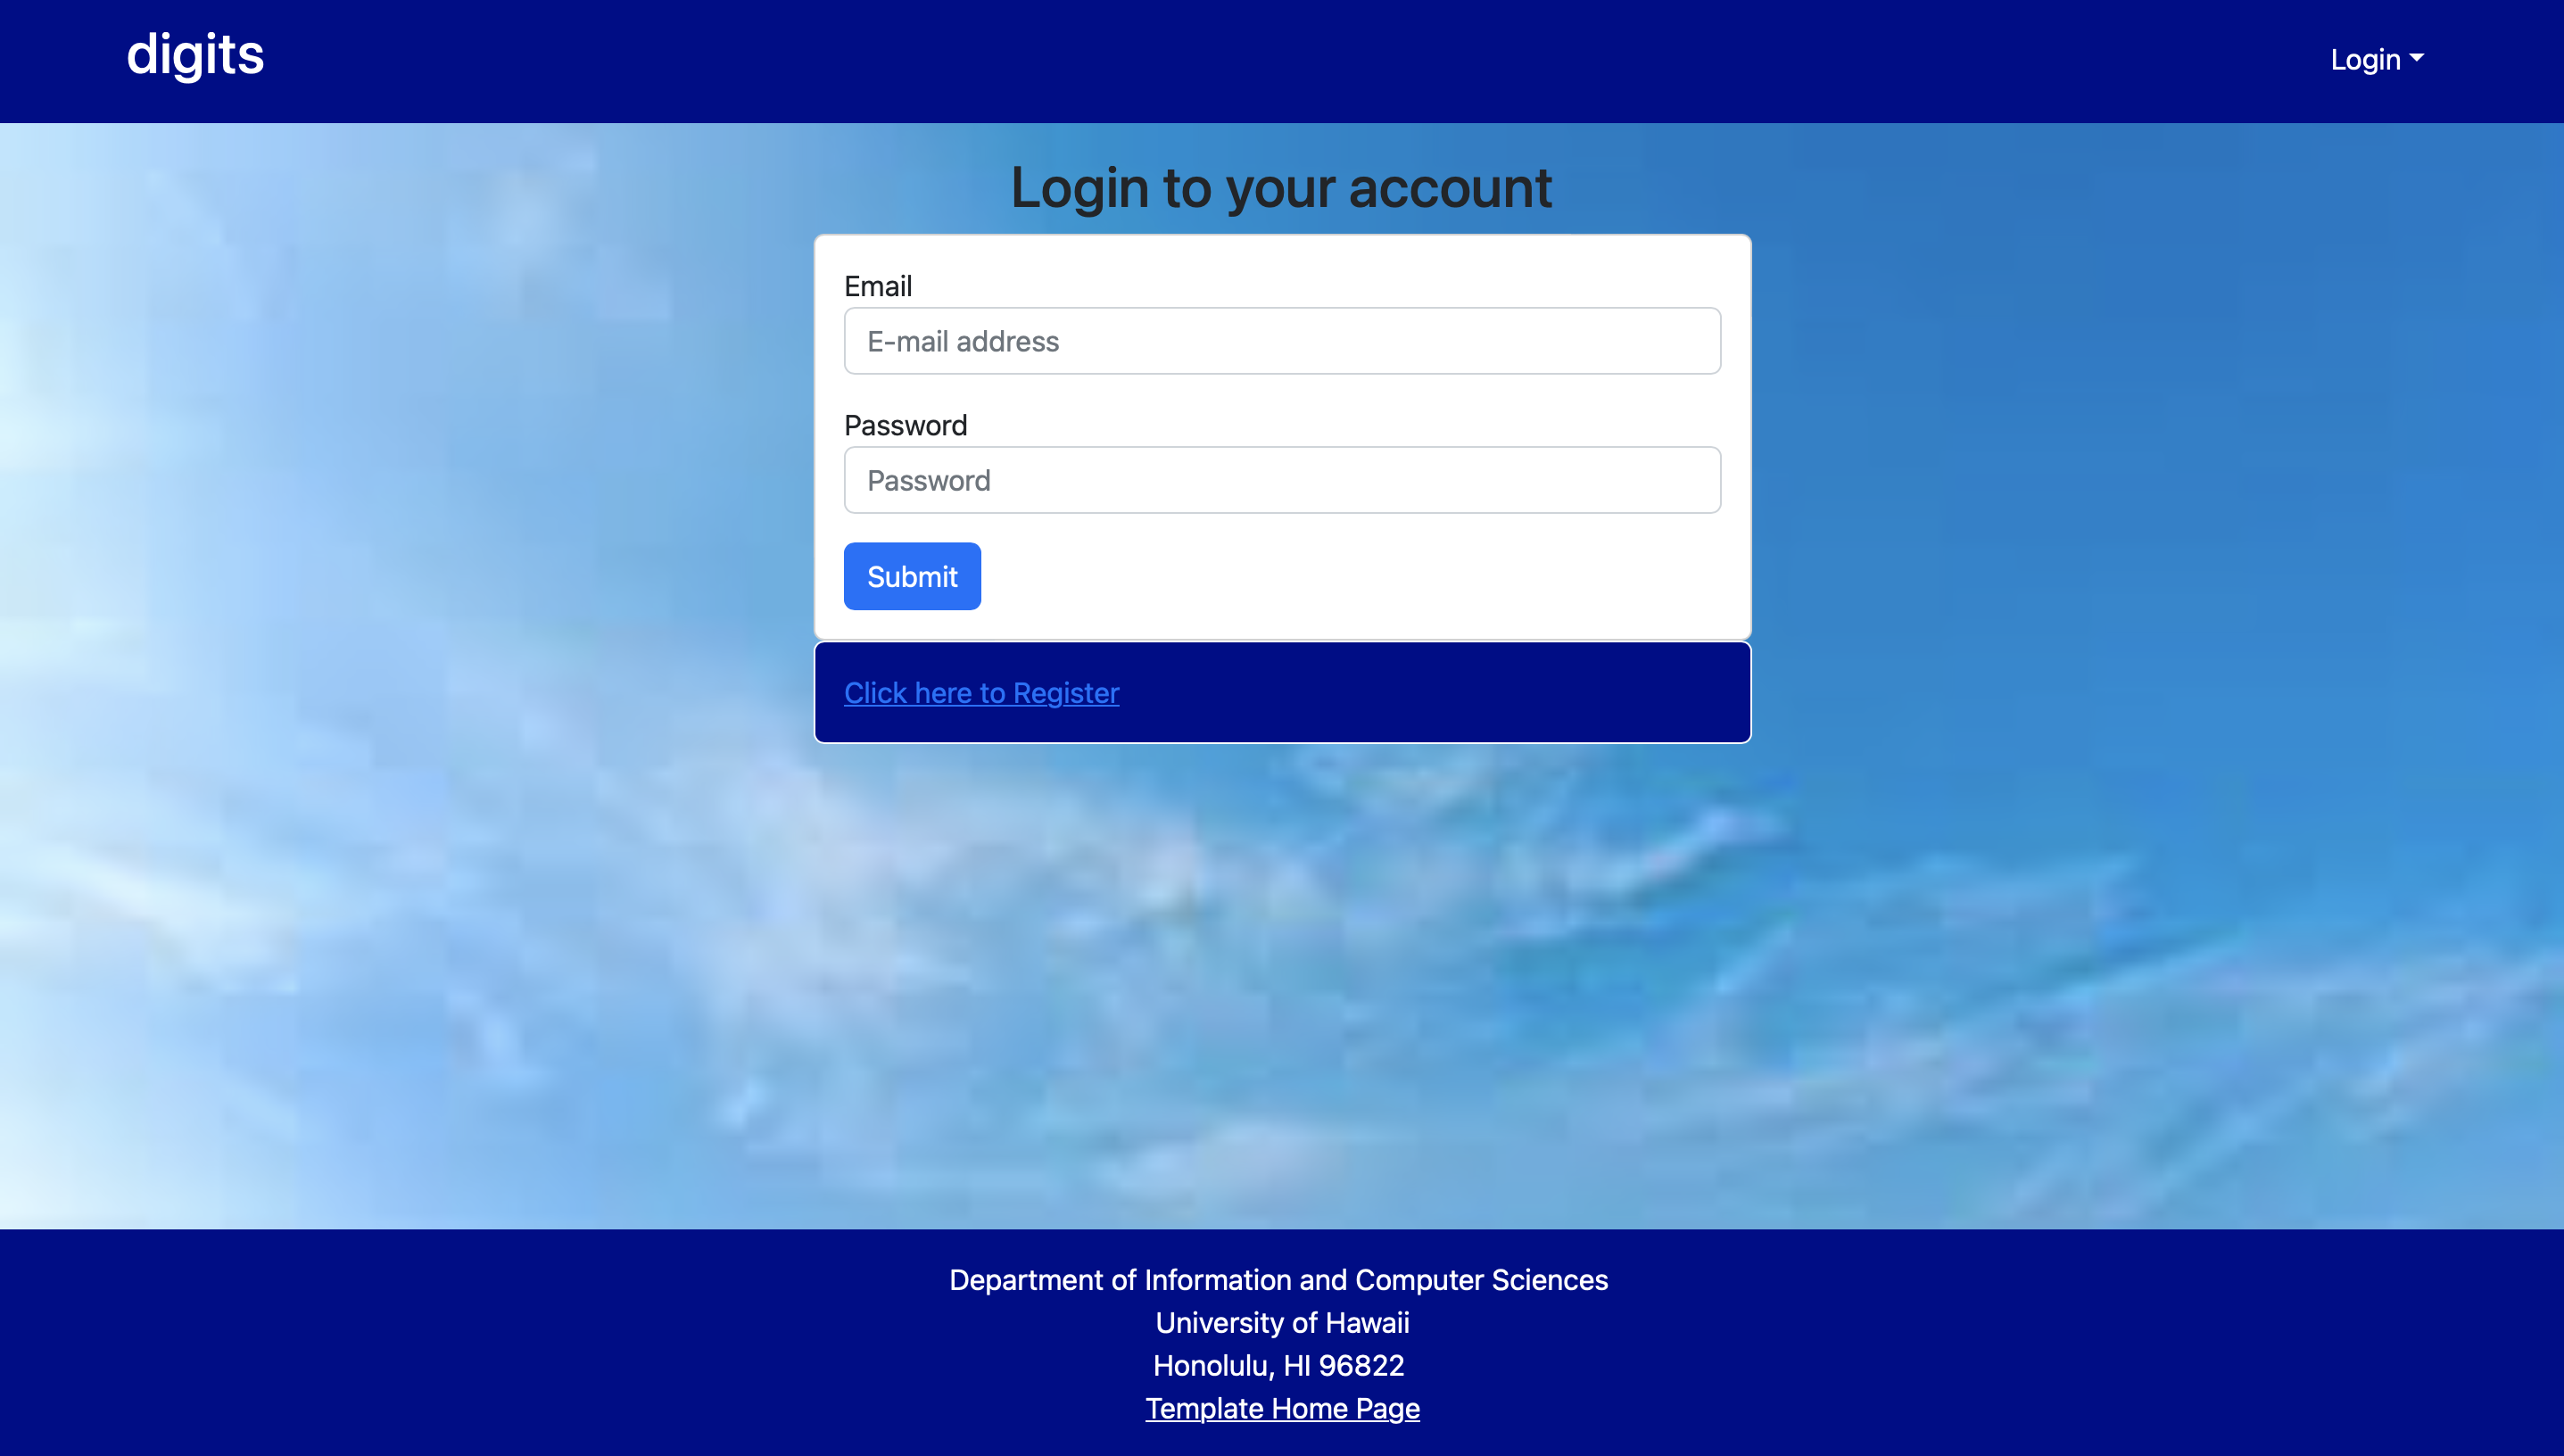 digits
Login
Login to your account
Email
E-mail address
Password
Password
Submit
Click here to Register
Department of Information and Computer Sciences
University of Hawaii
Honolulu, HI 96822
Template Home Page